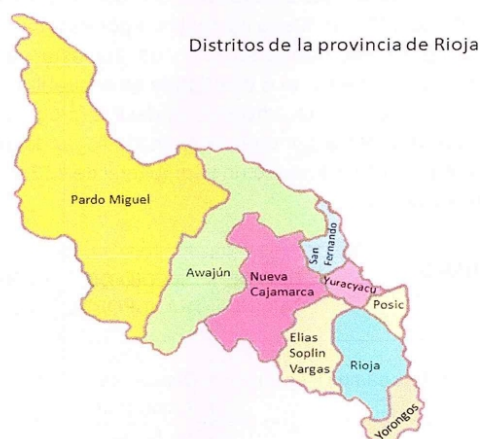 Distritos de la provincia de Rioja
Pardo Miguel
Awajún
Nueva
Cajamarca
San
Fernando
Yuracyacu
Posic
Elias
Soplin
Vargas
Rioja
Yorongos